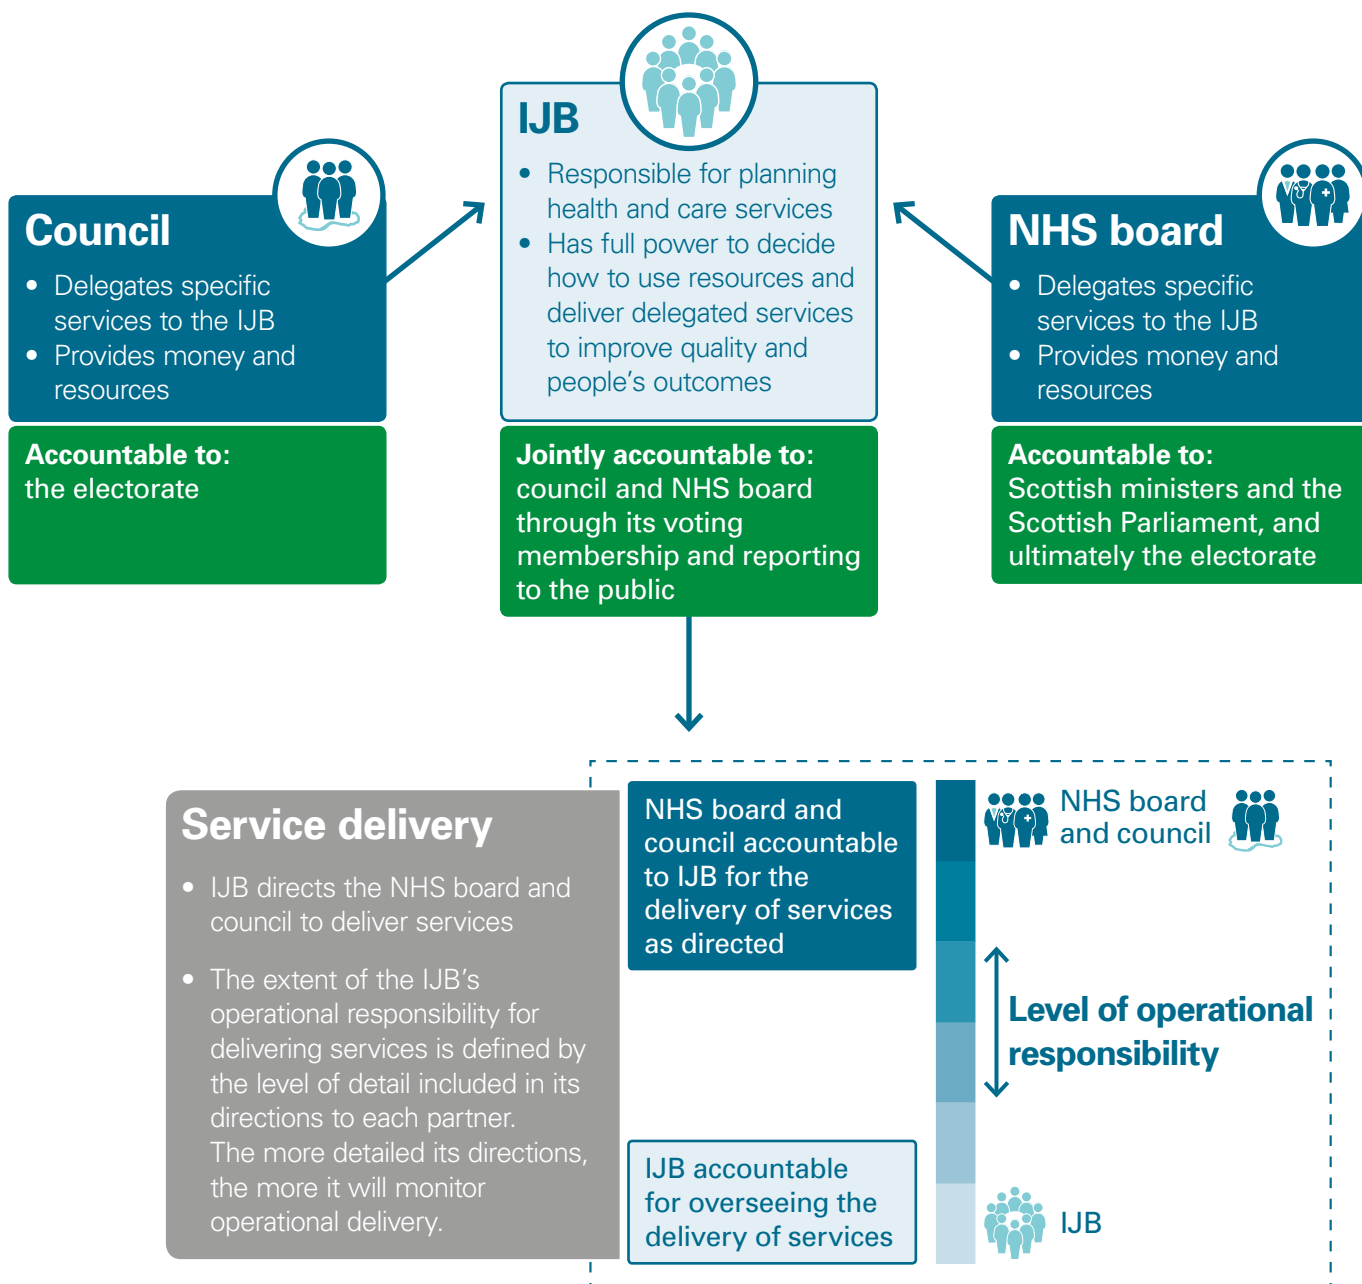 Council
• Delegates specific
services to the IJB
• Provides money and
resources
Accountable to:
the electorate
IJB
• Responsible for planning
health and care services
• Has full power to decide
how to use resources and
deliver delegated services
to improve quality and
people’s outcomes
Jointly accountable to:
council and NHS board
through its voting
membership and reporting
to the public
NHS board
• Delegates specific
services to the IJB
• Provides money and
resources
Accountable to:
Scottish ministers and the
Scottish Parliament, and
ultimately the electorate
Service delivery
• IJB directs the NHS board and
council to deliver services
• The extent of the IJB’s
operational responsibility for
delivering services is defined by
the level of detail included in its
directions to each partner.
The more detailed its directions,
the more it will monitor
operational delivery.
NHS board and
council accountable
to IJB for the
delivery of services
as directed
IJB accountable
for overseeing the
delivery of services
NHS board
and council
Level of operational
responsibility
IJB